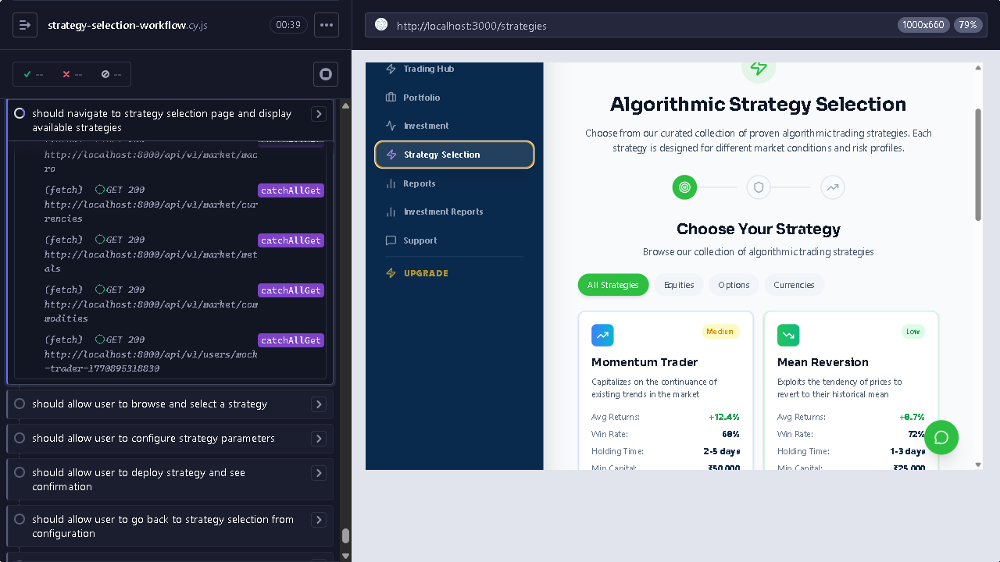 strategy-selection-workflow.cy.js
00:39
--
--
--
should navigate to strategy selection page and display
available strategies
http://localhost:8000/api/v1/market/mac
ro
(fetch) GET 200
catchAllGet
http://localhost:8000/api/v1/market/cur
rencies
(fetch) GET 200
catchAllGet
http://localhost:8000/api/v1/market/met
als
(fetch) GET 200
catchAllGet
http://localhost:8000/api/v1/market/com
modities
(fetch) GET 200
catchAllGet
http://localhost:8000/api/v1/users/mock
-trader-1770895318830
should allow user to browse and select a strategy
should allow user to configure strategy parameters
should allow user to deploy strategy and see
confirmation
should allow user to go back to strategy selection from
configuration
http://localhost:3000/strategies
1000x660
79%
Trading Hub
Portfolio
Investment
Strategy Selection
Reports
Investment Reports
Support
UPGRADE
Algorithmic Strategy Selection
Choose from our curated collection of proven algorithmic trading strategies. Each
strategy is designed for different market conditions and risk profiles.
Choose Your Strategy
Browse our collection of algorithmic trading strategies
All Strategies
Equities
Options
Currencies
Medium
Momentum Trader
Capitalizes on the continuance of
existing trends in the market
Avg Returns: +12.4%
Win Rate: 68%
Holding Time: 2-5 days
Min Capital: ₹50,000
Low
Mean Reversion
Exploits the tendency of prices to
revert to their historical mean
Avg Returns: +8.7%
Win Rate: 72%
Holding Time: 1-3 days
Min Capital: ₹25,000